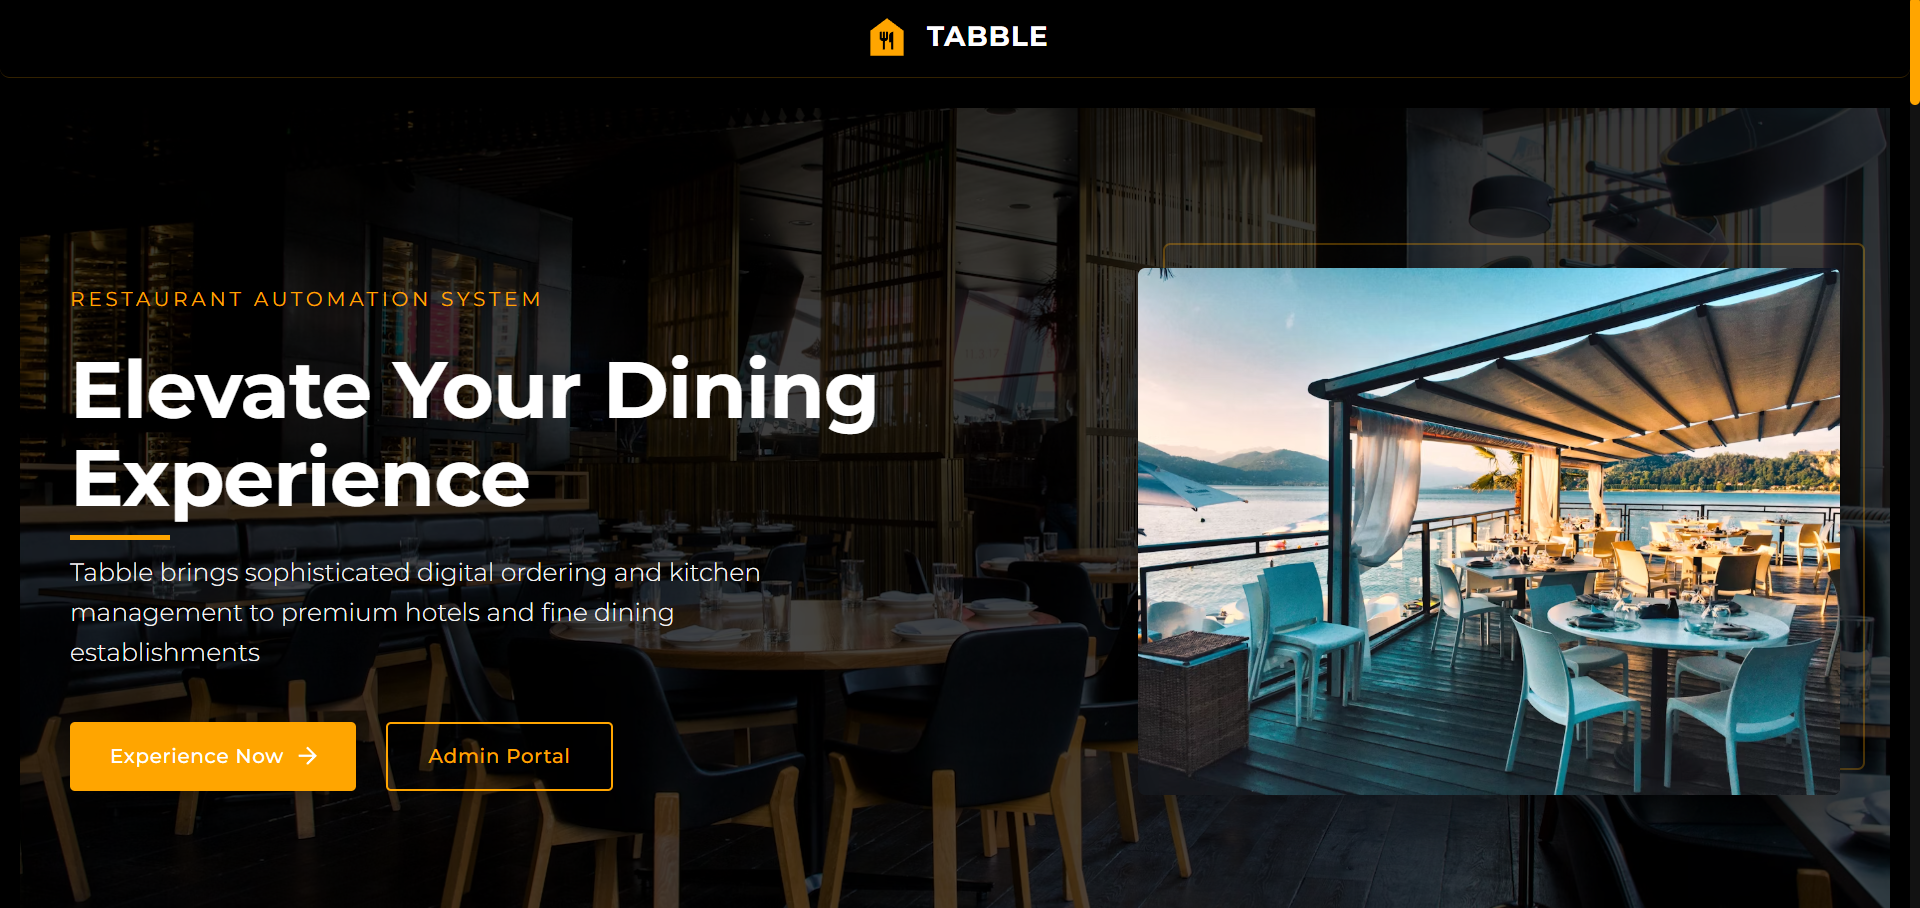 TABBLE
RESTAURANT AUTOMATION SYSTEM
Elevate Your Dining
Experience
Tabble brings sophisticated digital ordering and kitchen
management to premium hotels and fine dining
establishments
Experience Now →
Admin Portal